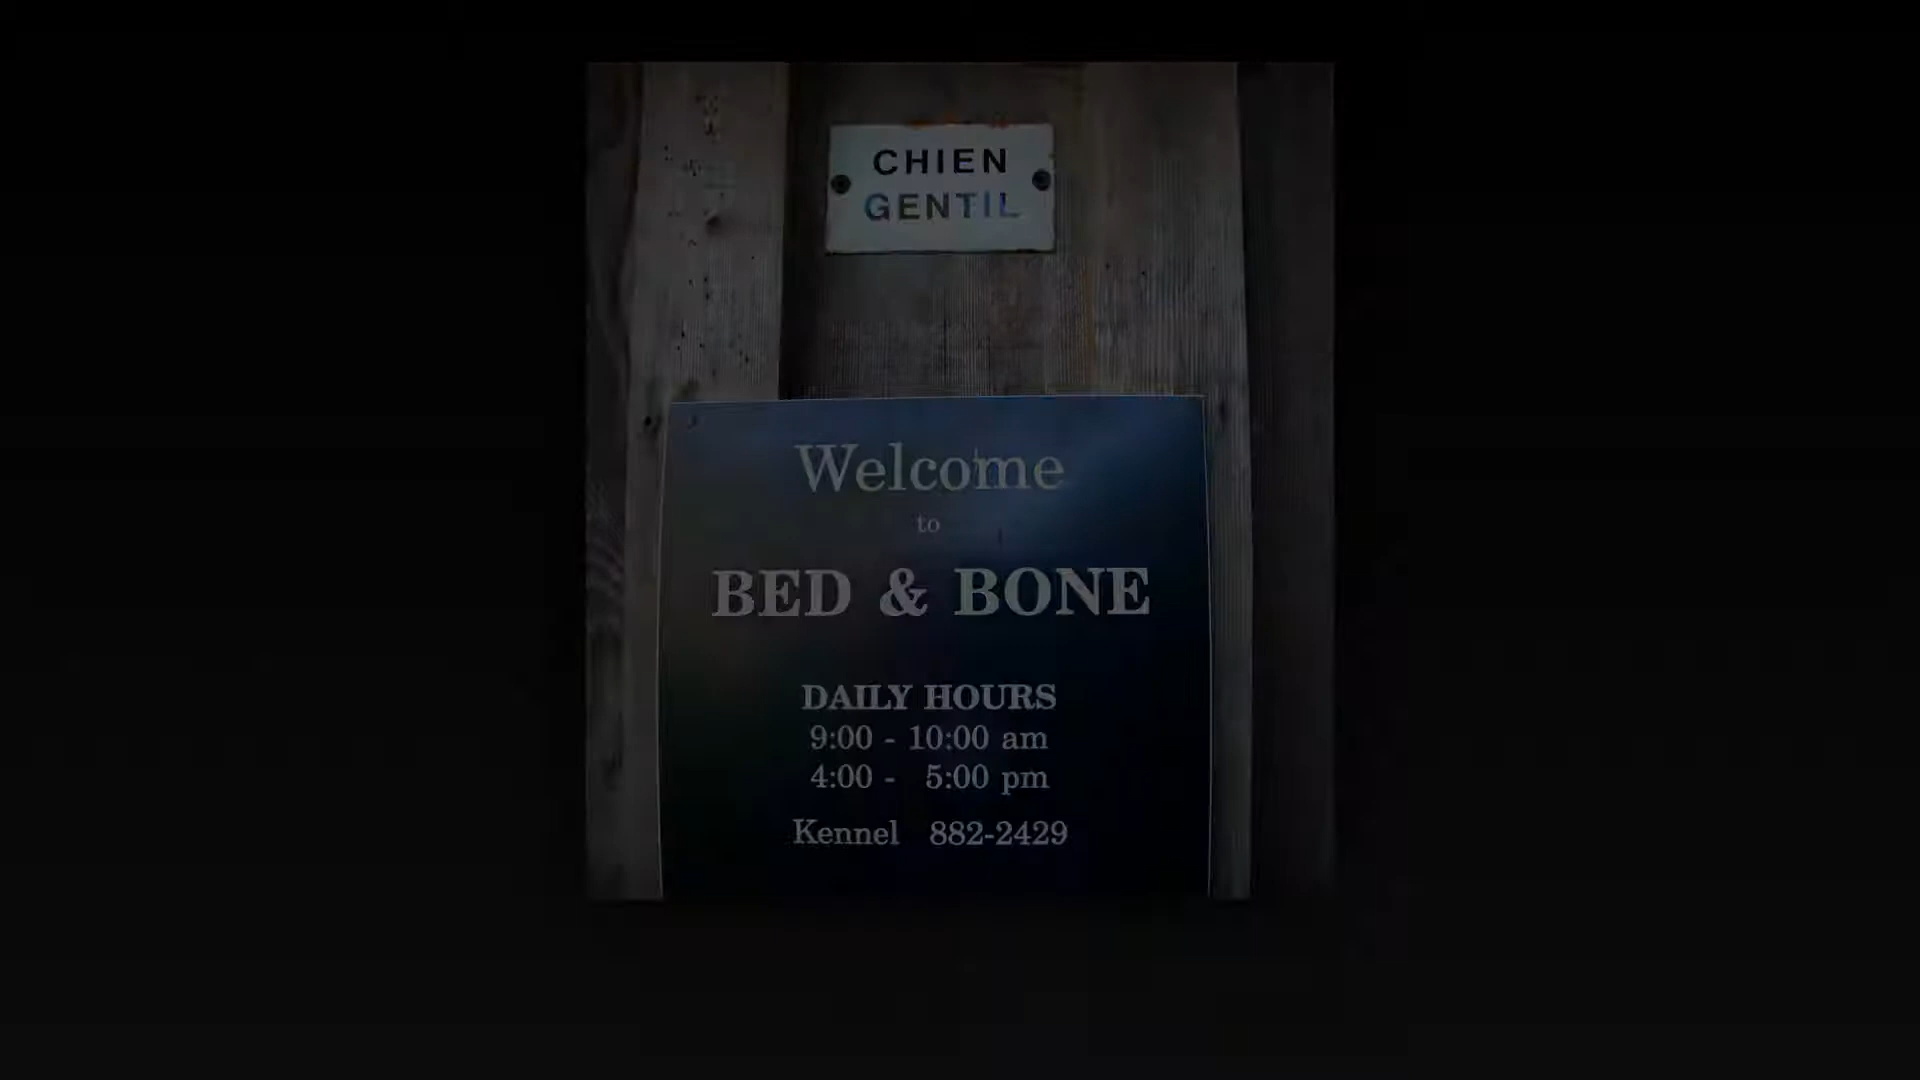 CHIEN
GENTIL
Welcome
to
BED & BONE
DAILY HOURS
9:00 - 10:00 am
4:00 - 5:00 pm
Kennel 882-2429